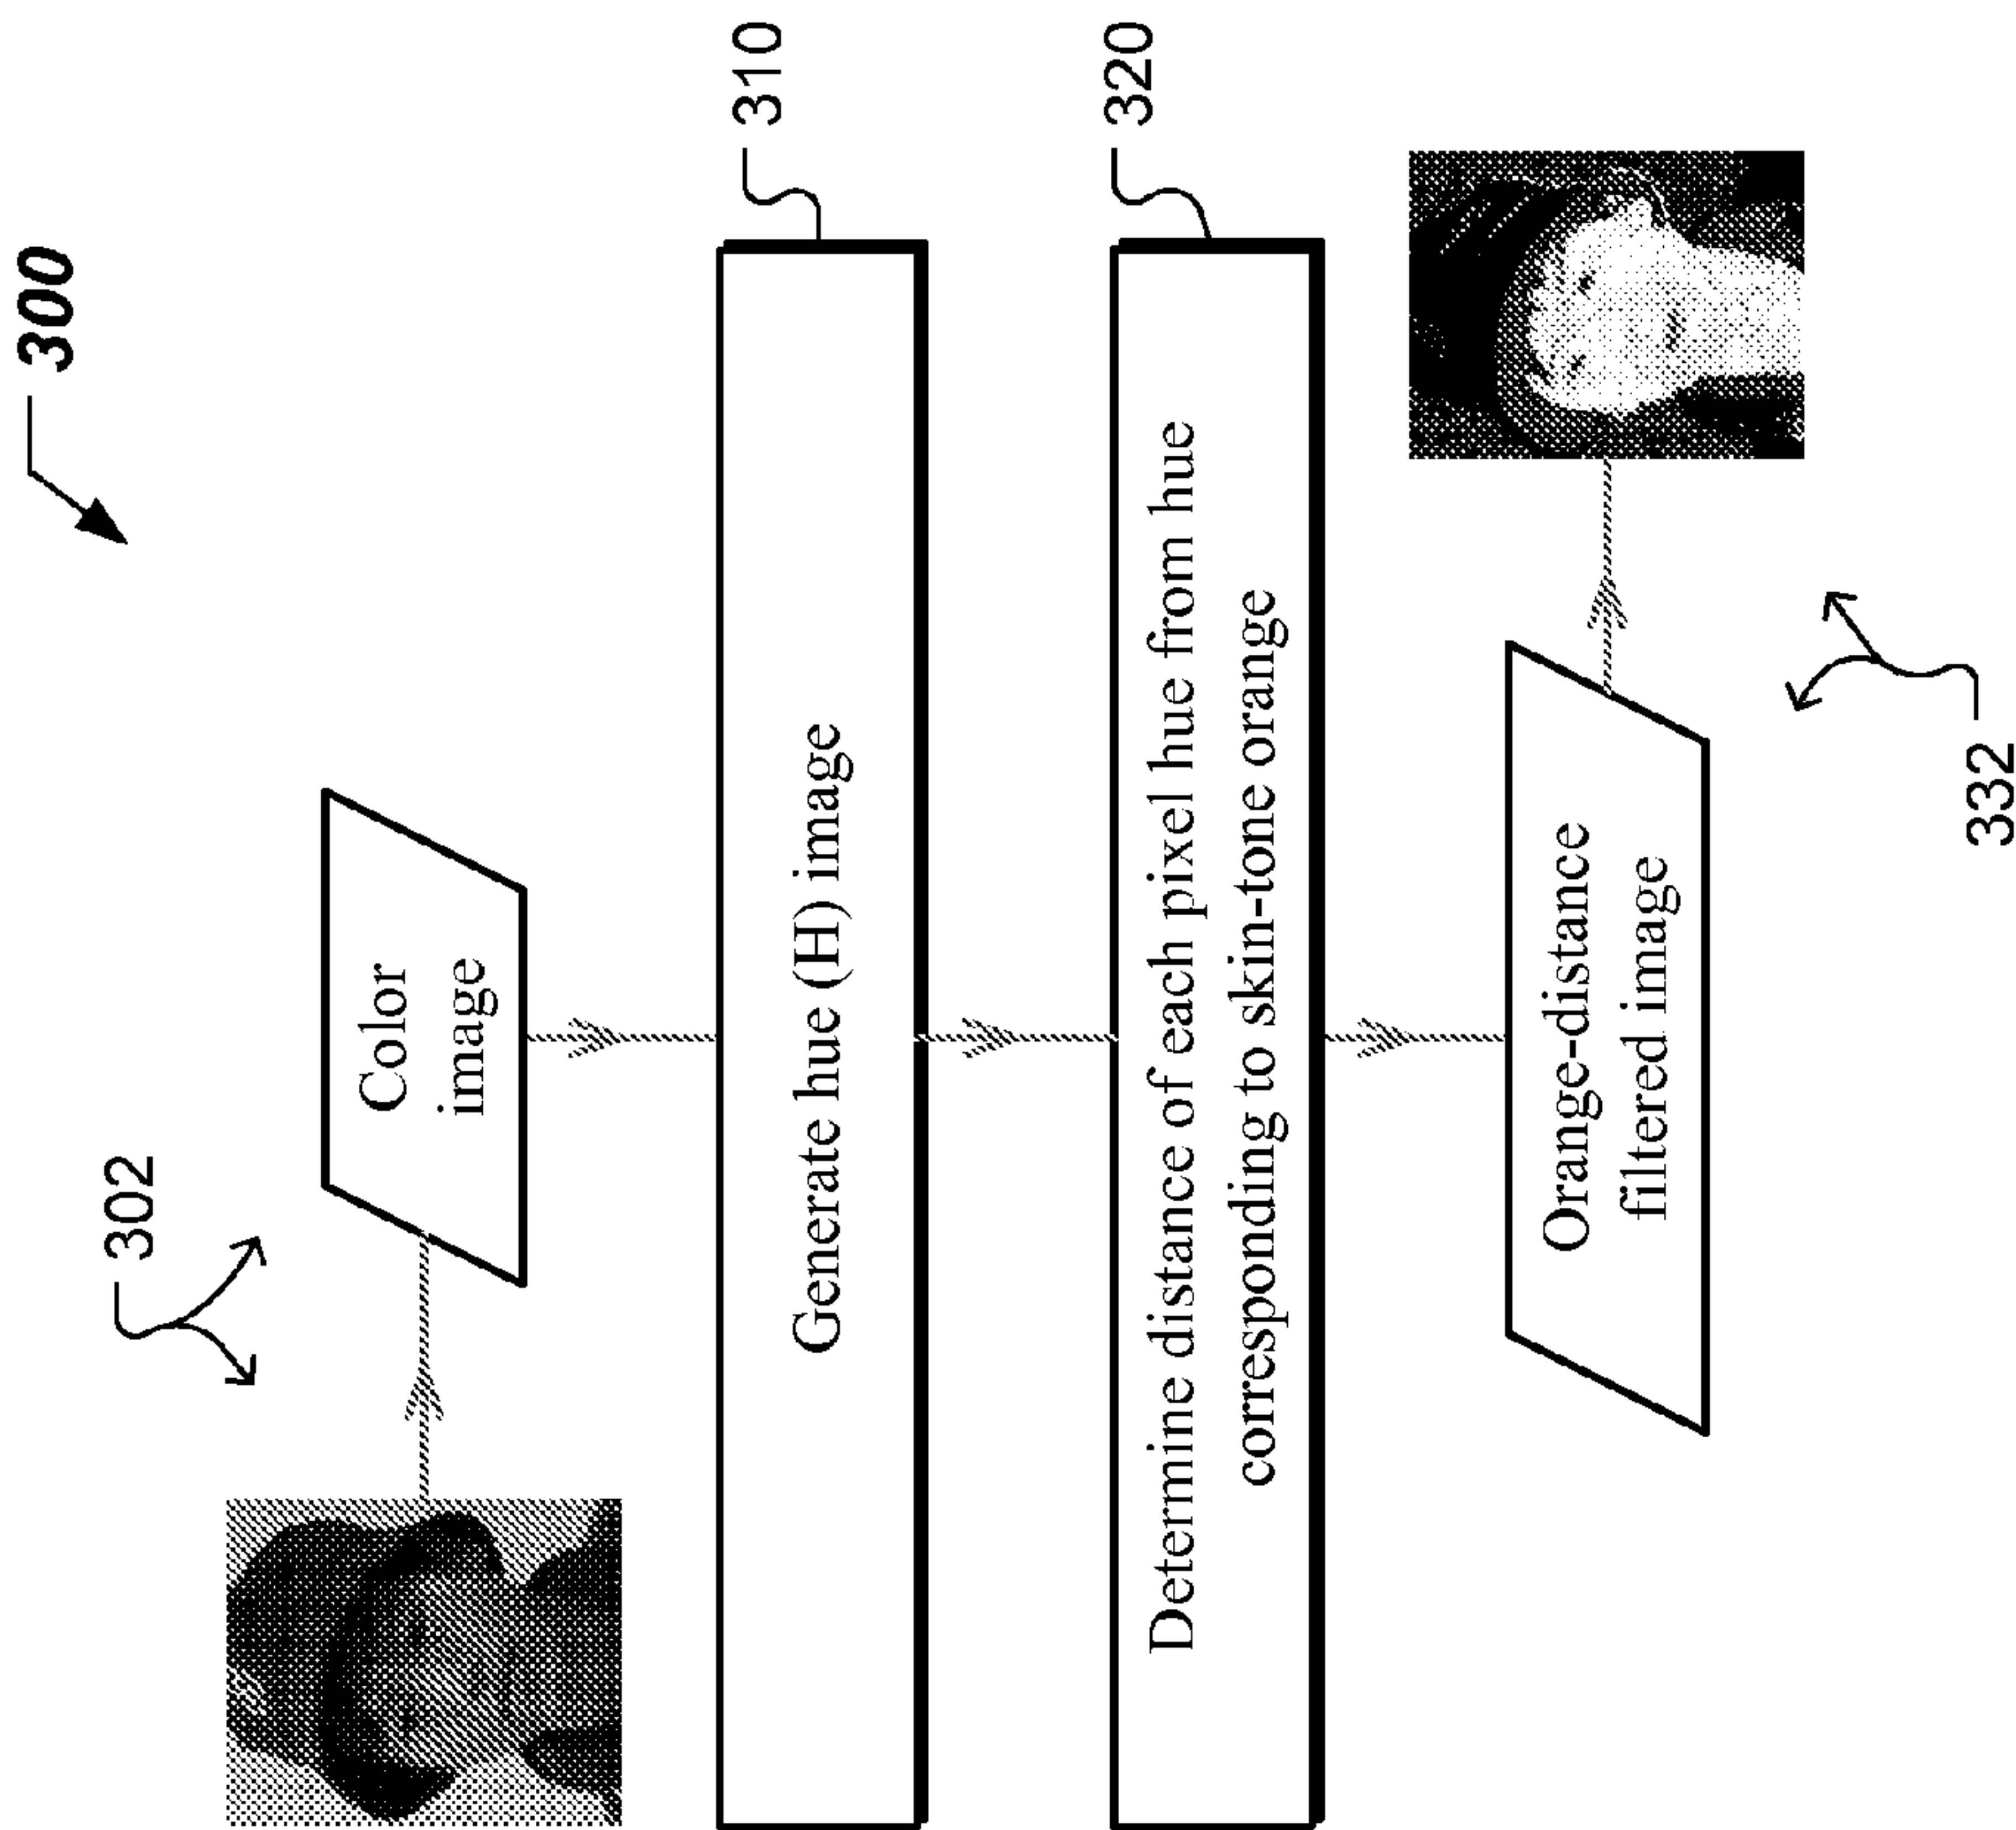 300
302
Color
image
Generate hue (H) image
310
Determine distance of each pixel hue from hue
corresponding to skin-tone orange
320
Orange-distance
filtered image
332